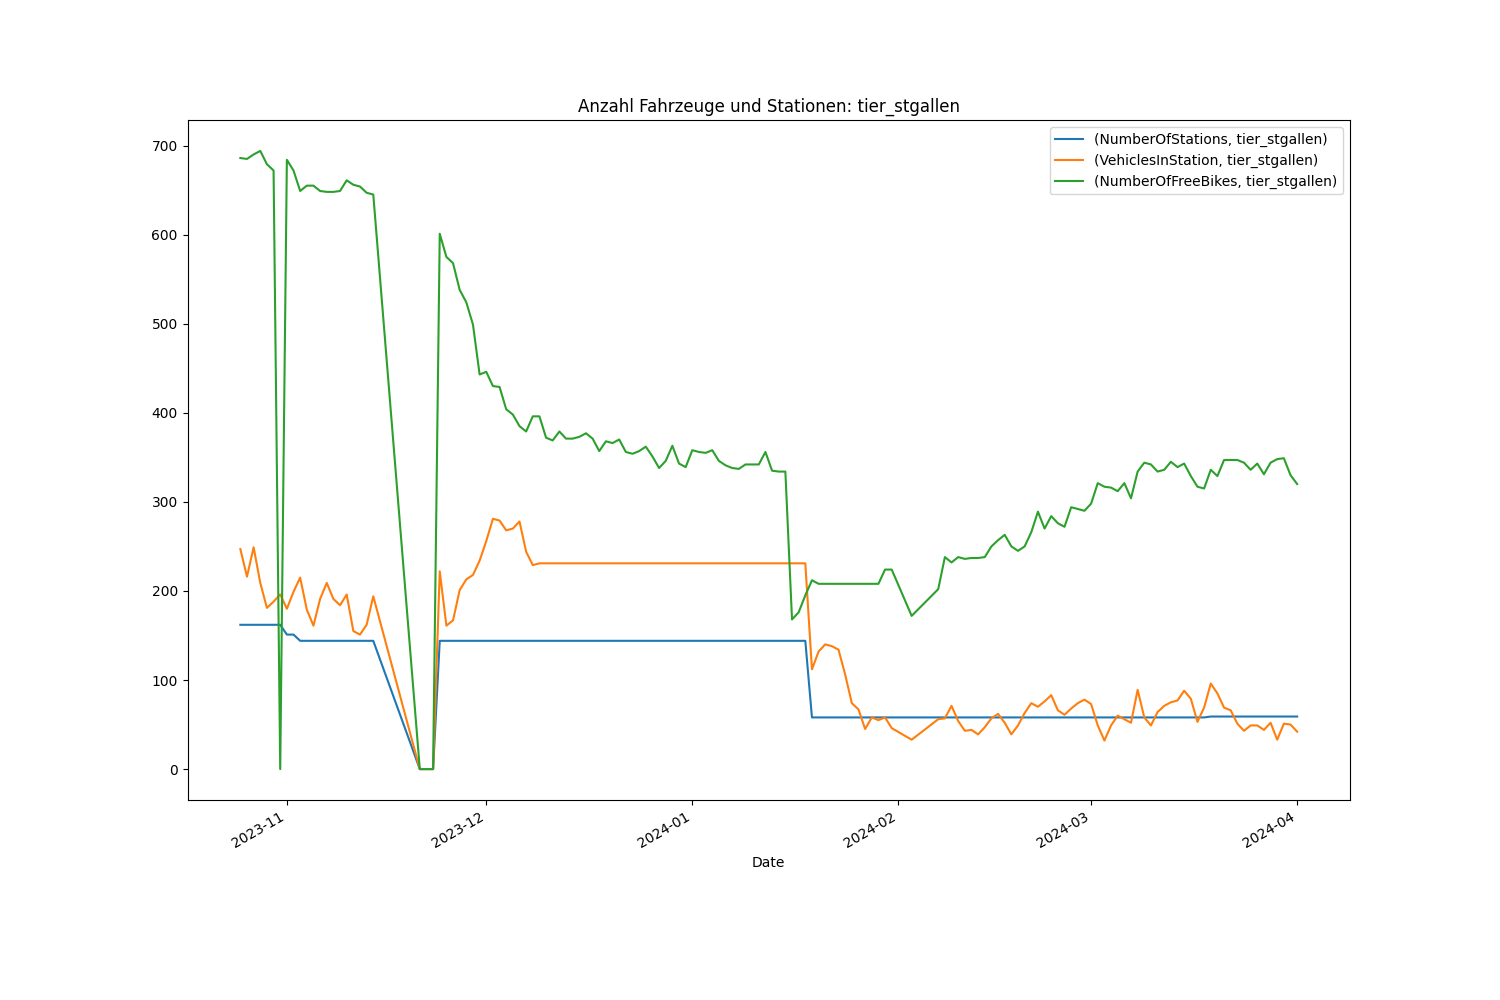 Anzahl Fahrzeuge und Stationen: tier_stgallen
(NumberOfStations, tier_stgallen)
(VehiclesInStation, tier_stgallen)
(NumberOfFreeBikes, tier_stgallen)
700
600
500
400
300
200
100
0
2023-11
2023-12
2024-01
2024-02
2024-03
2024-04
Date